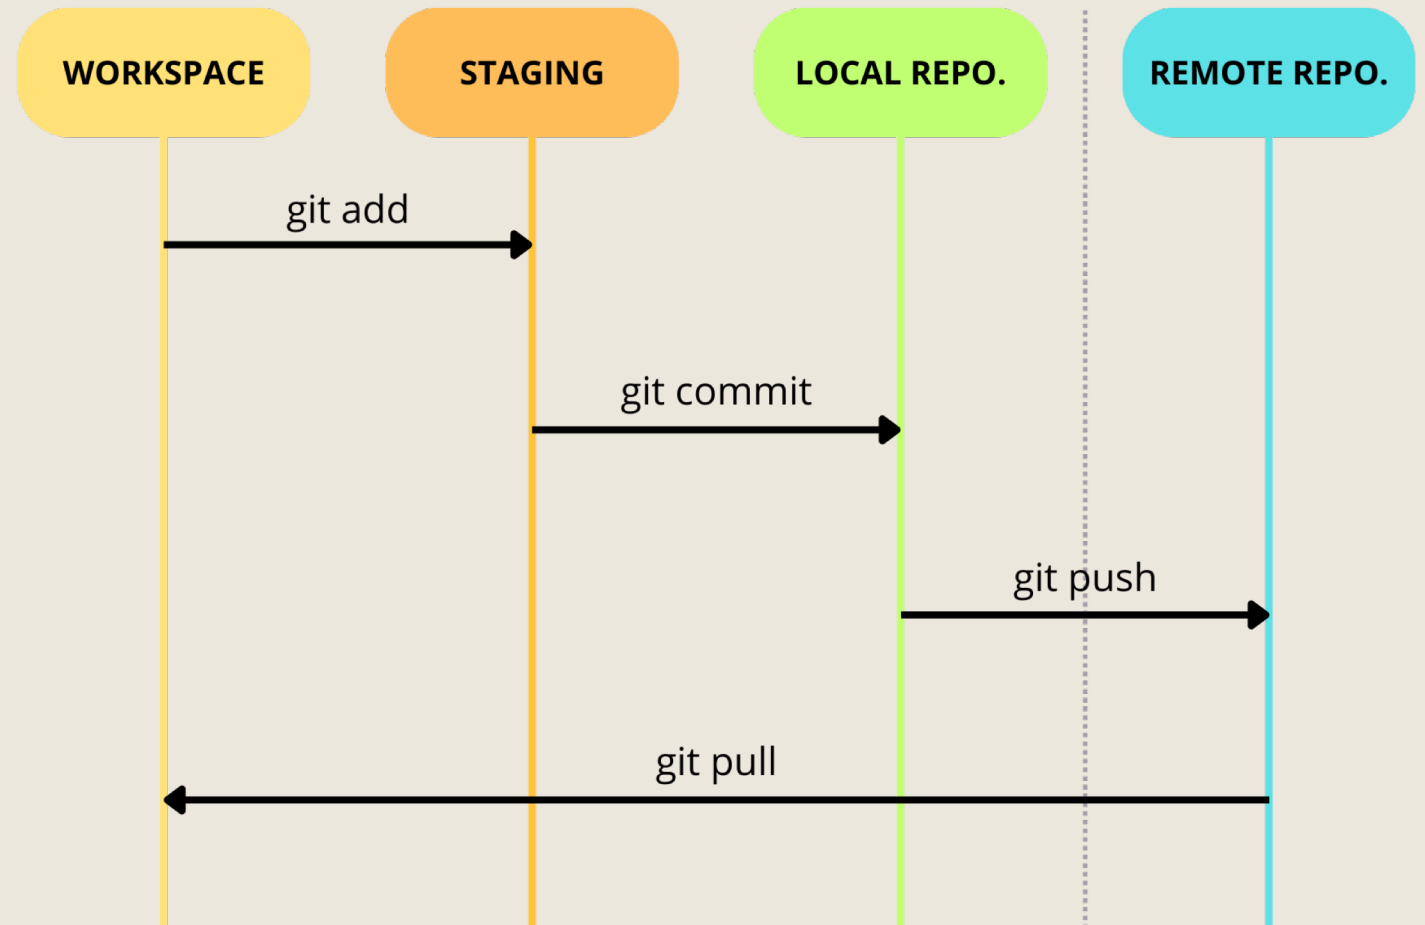 WORKSPACE
STAGING
LOCAL REPO.
REMOTE REPO.
git add
git commit
git push
git pull